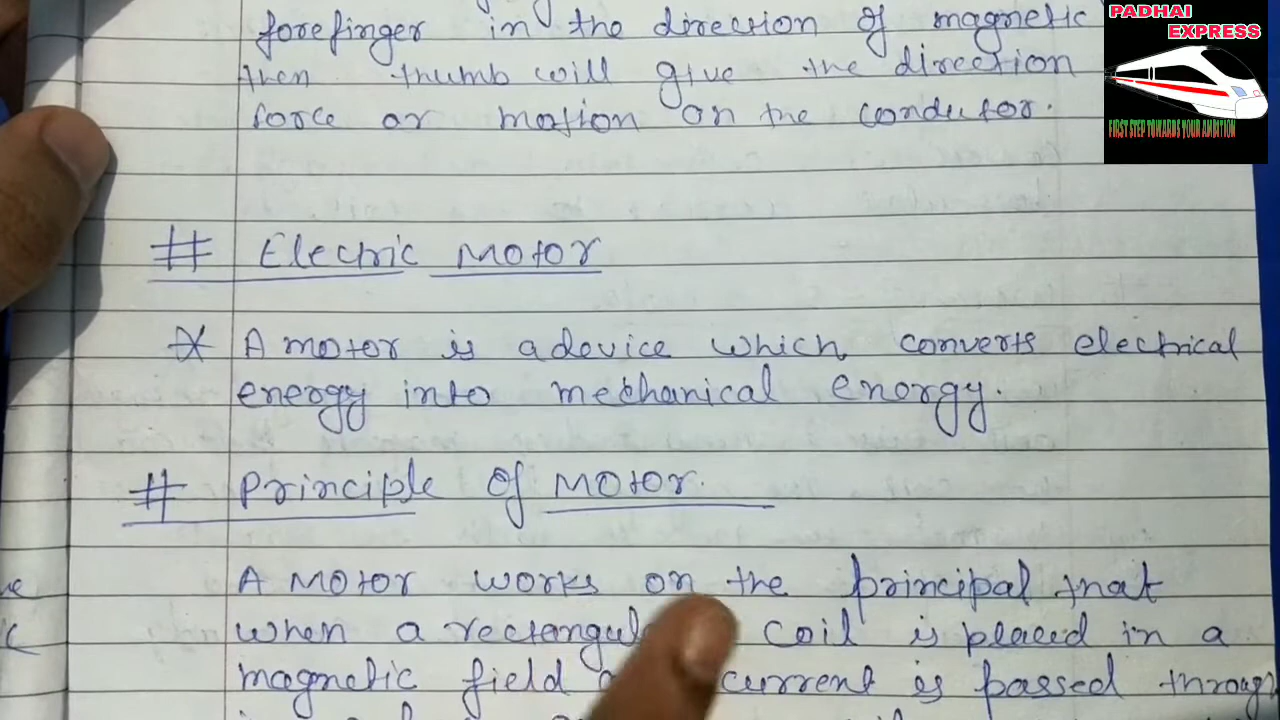 forefinger in the direction of magnetic
then thumb will give the direction
force or motion on the conductor.
# Electric Motor
* A motor is a device which converts electrical
energy into mechanical energy.
# Principle of Motor.
A Motor works on the principal that
when a rectangul coil is placed in a
magnetic field current is passed through
PADHAI
EXPRESS
FIRST STEP TOWARDS YOUR AMBITION